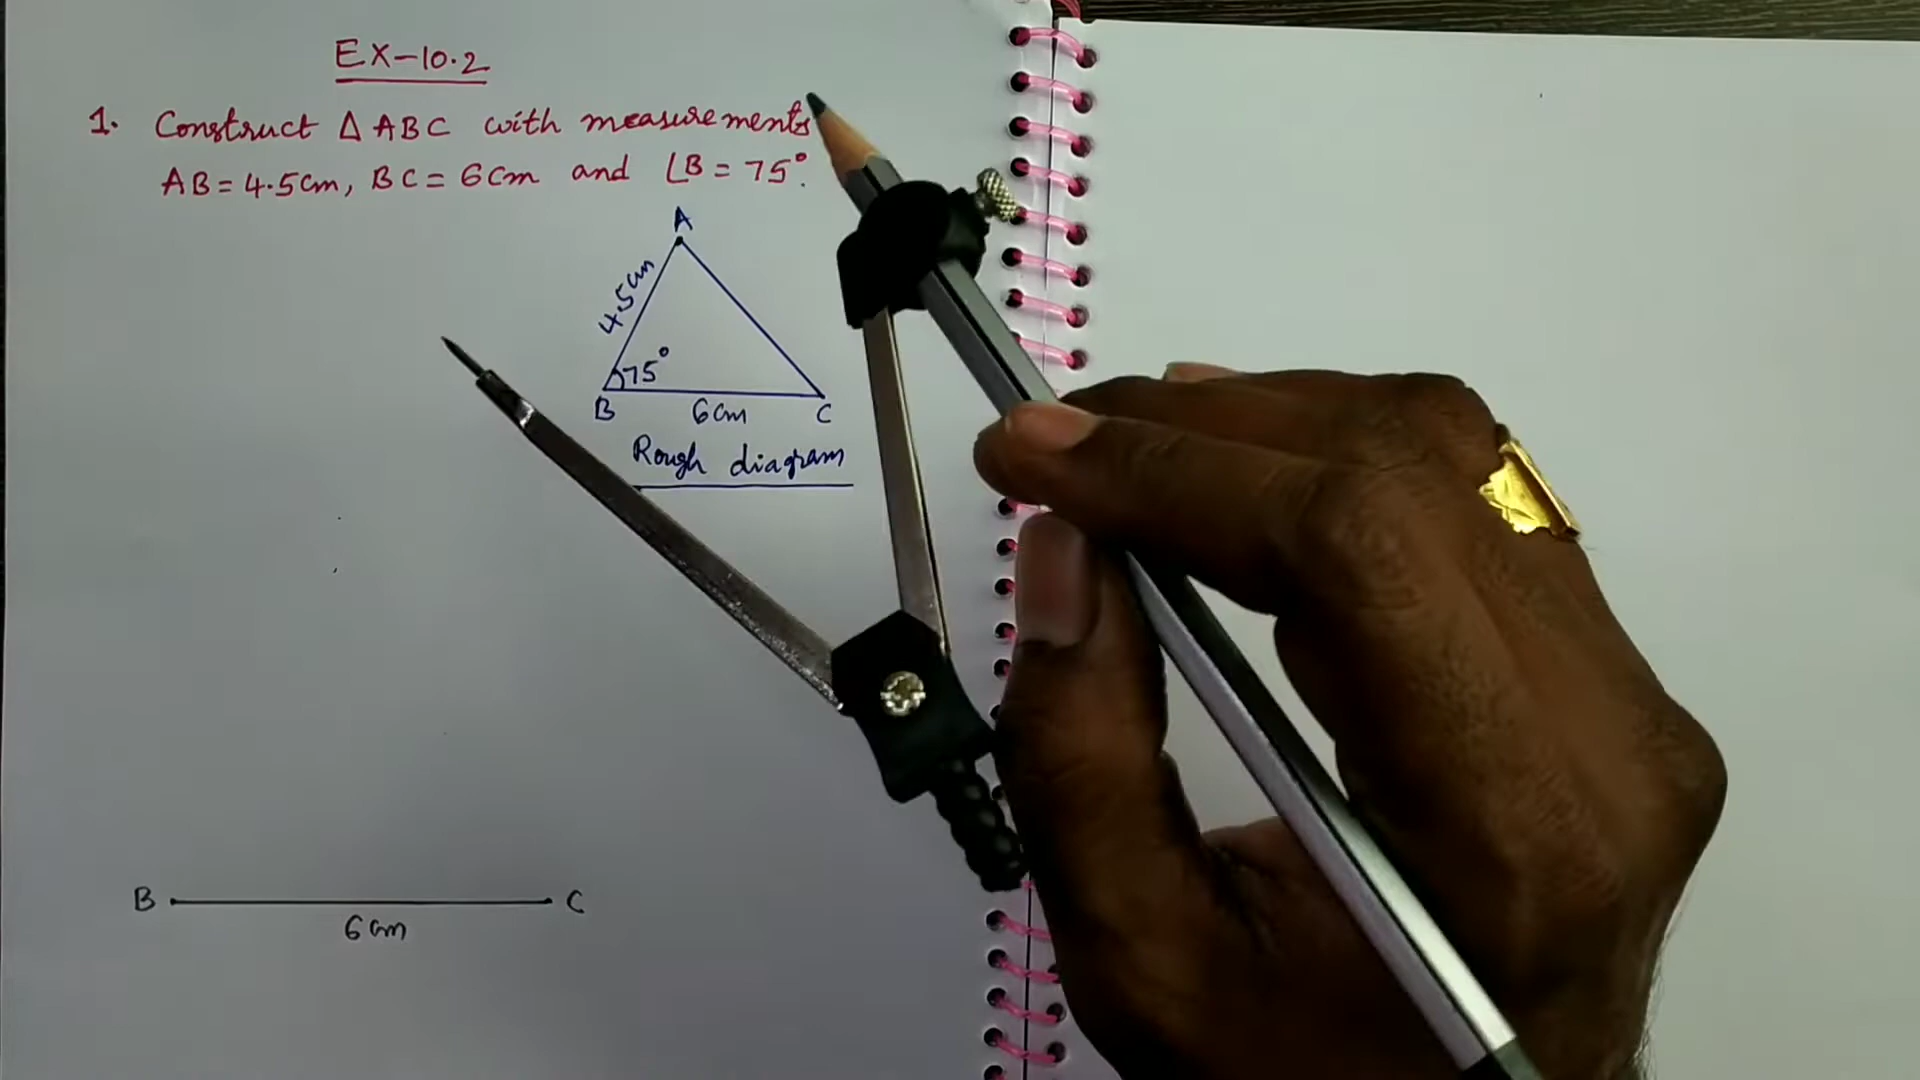 EX-10.2
1. Construct Δ ABC with measurements
AB = 4.5cm, BC = 6cm and ∠B = 75°.
A
4.5cm
75°
B 6cm C
Rough diagram
B C
6cm